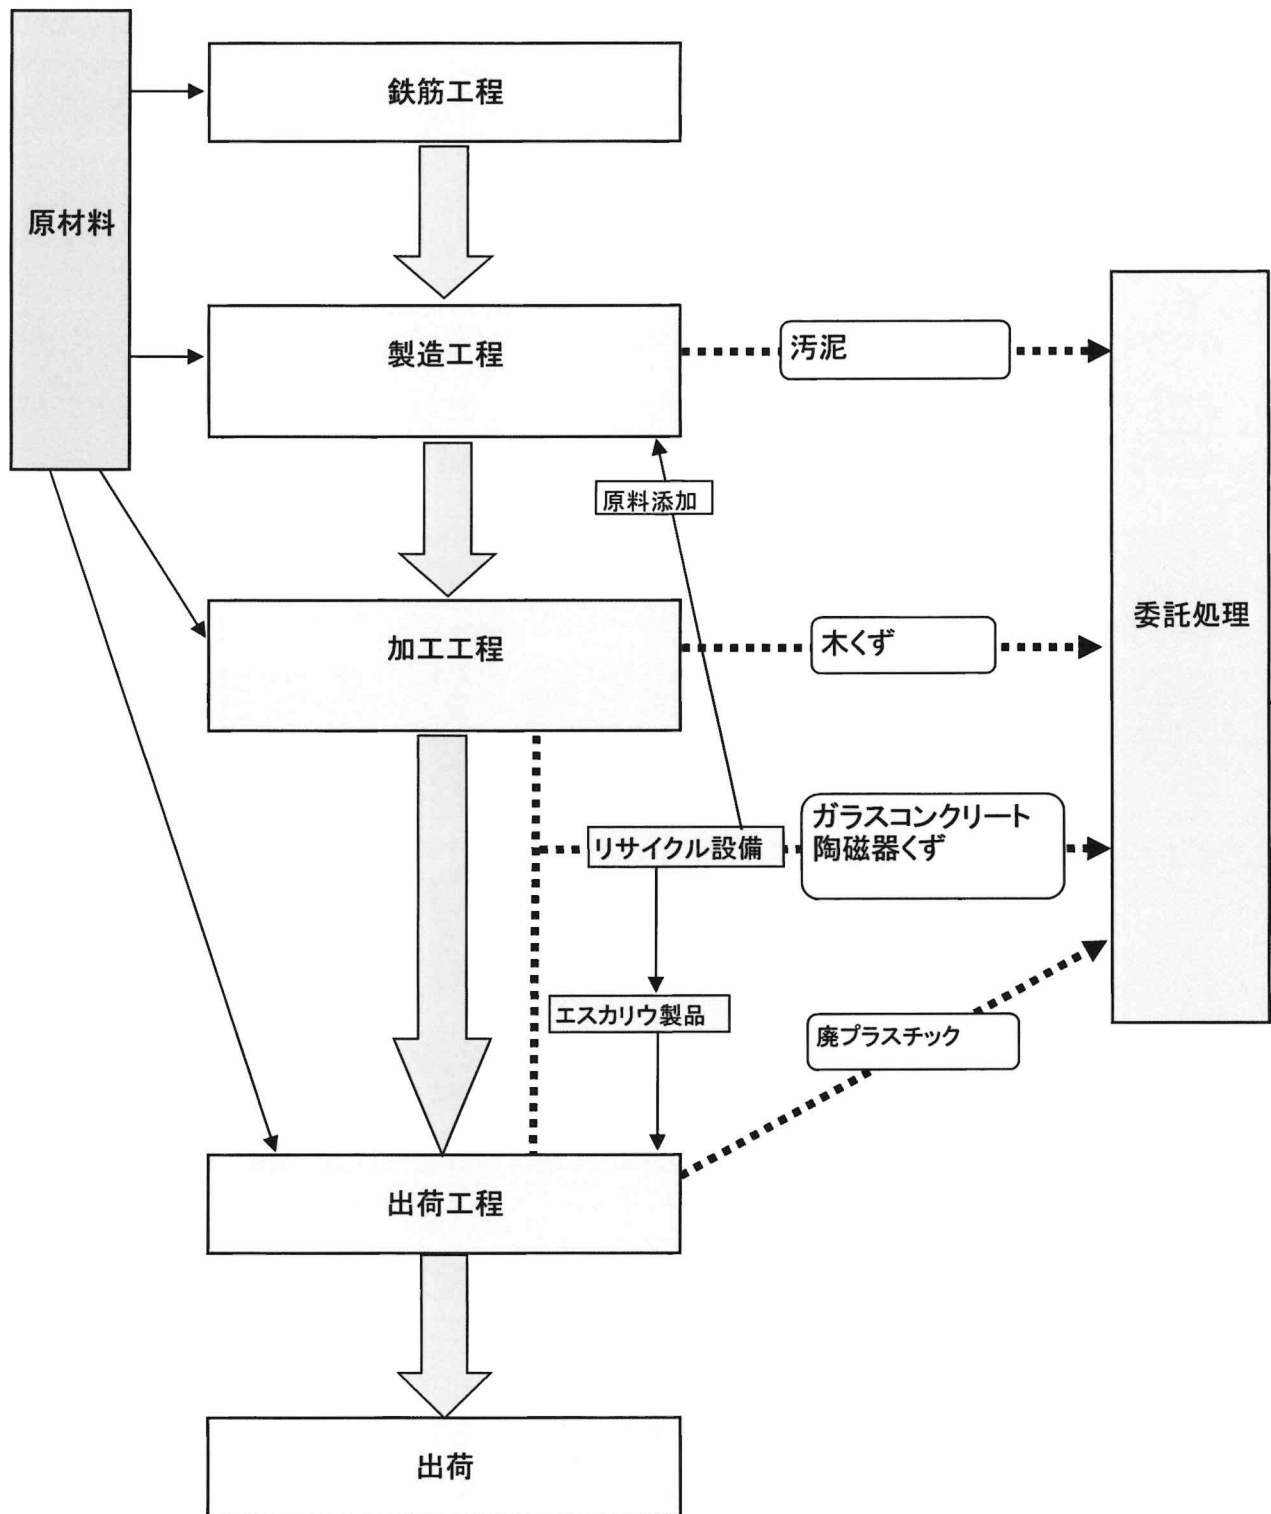 鉄筋工程
原材料
製造工程
汚泥
原料添加
加工工程
木くず
委託処理
ガラスコンクリート
陶磁器くず
リサイクル設備
エスカリウ製品
廃プラスチック
出荷工程
出荷